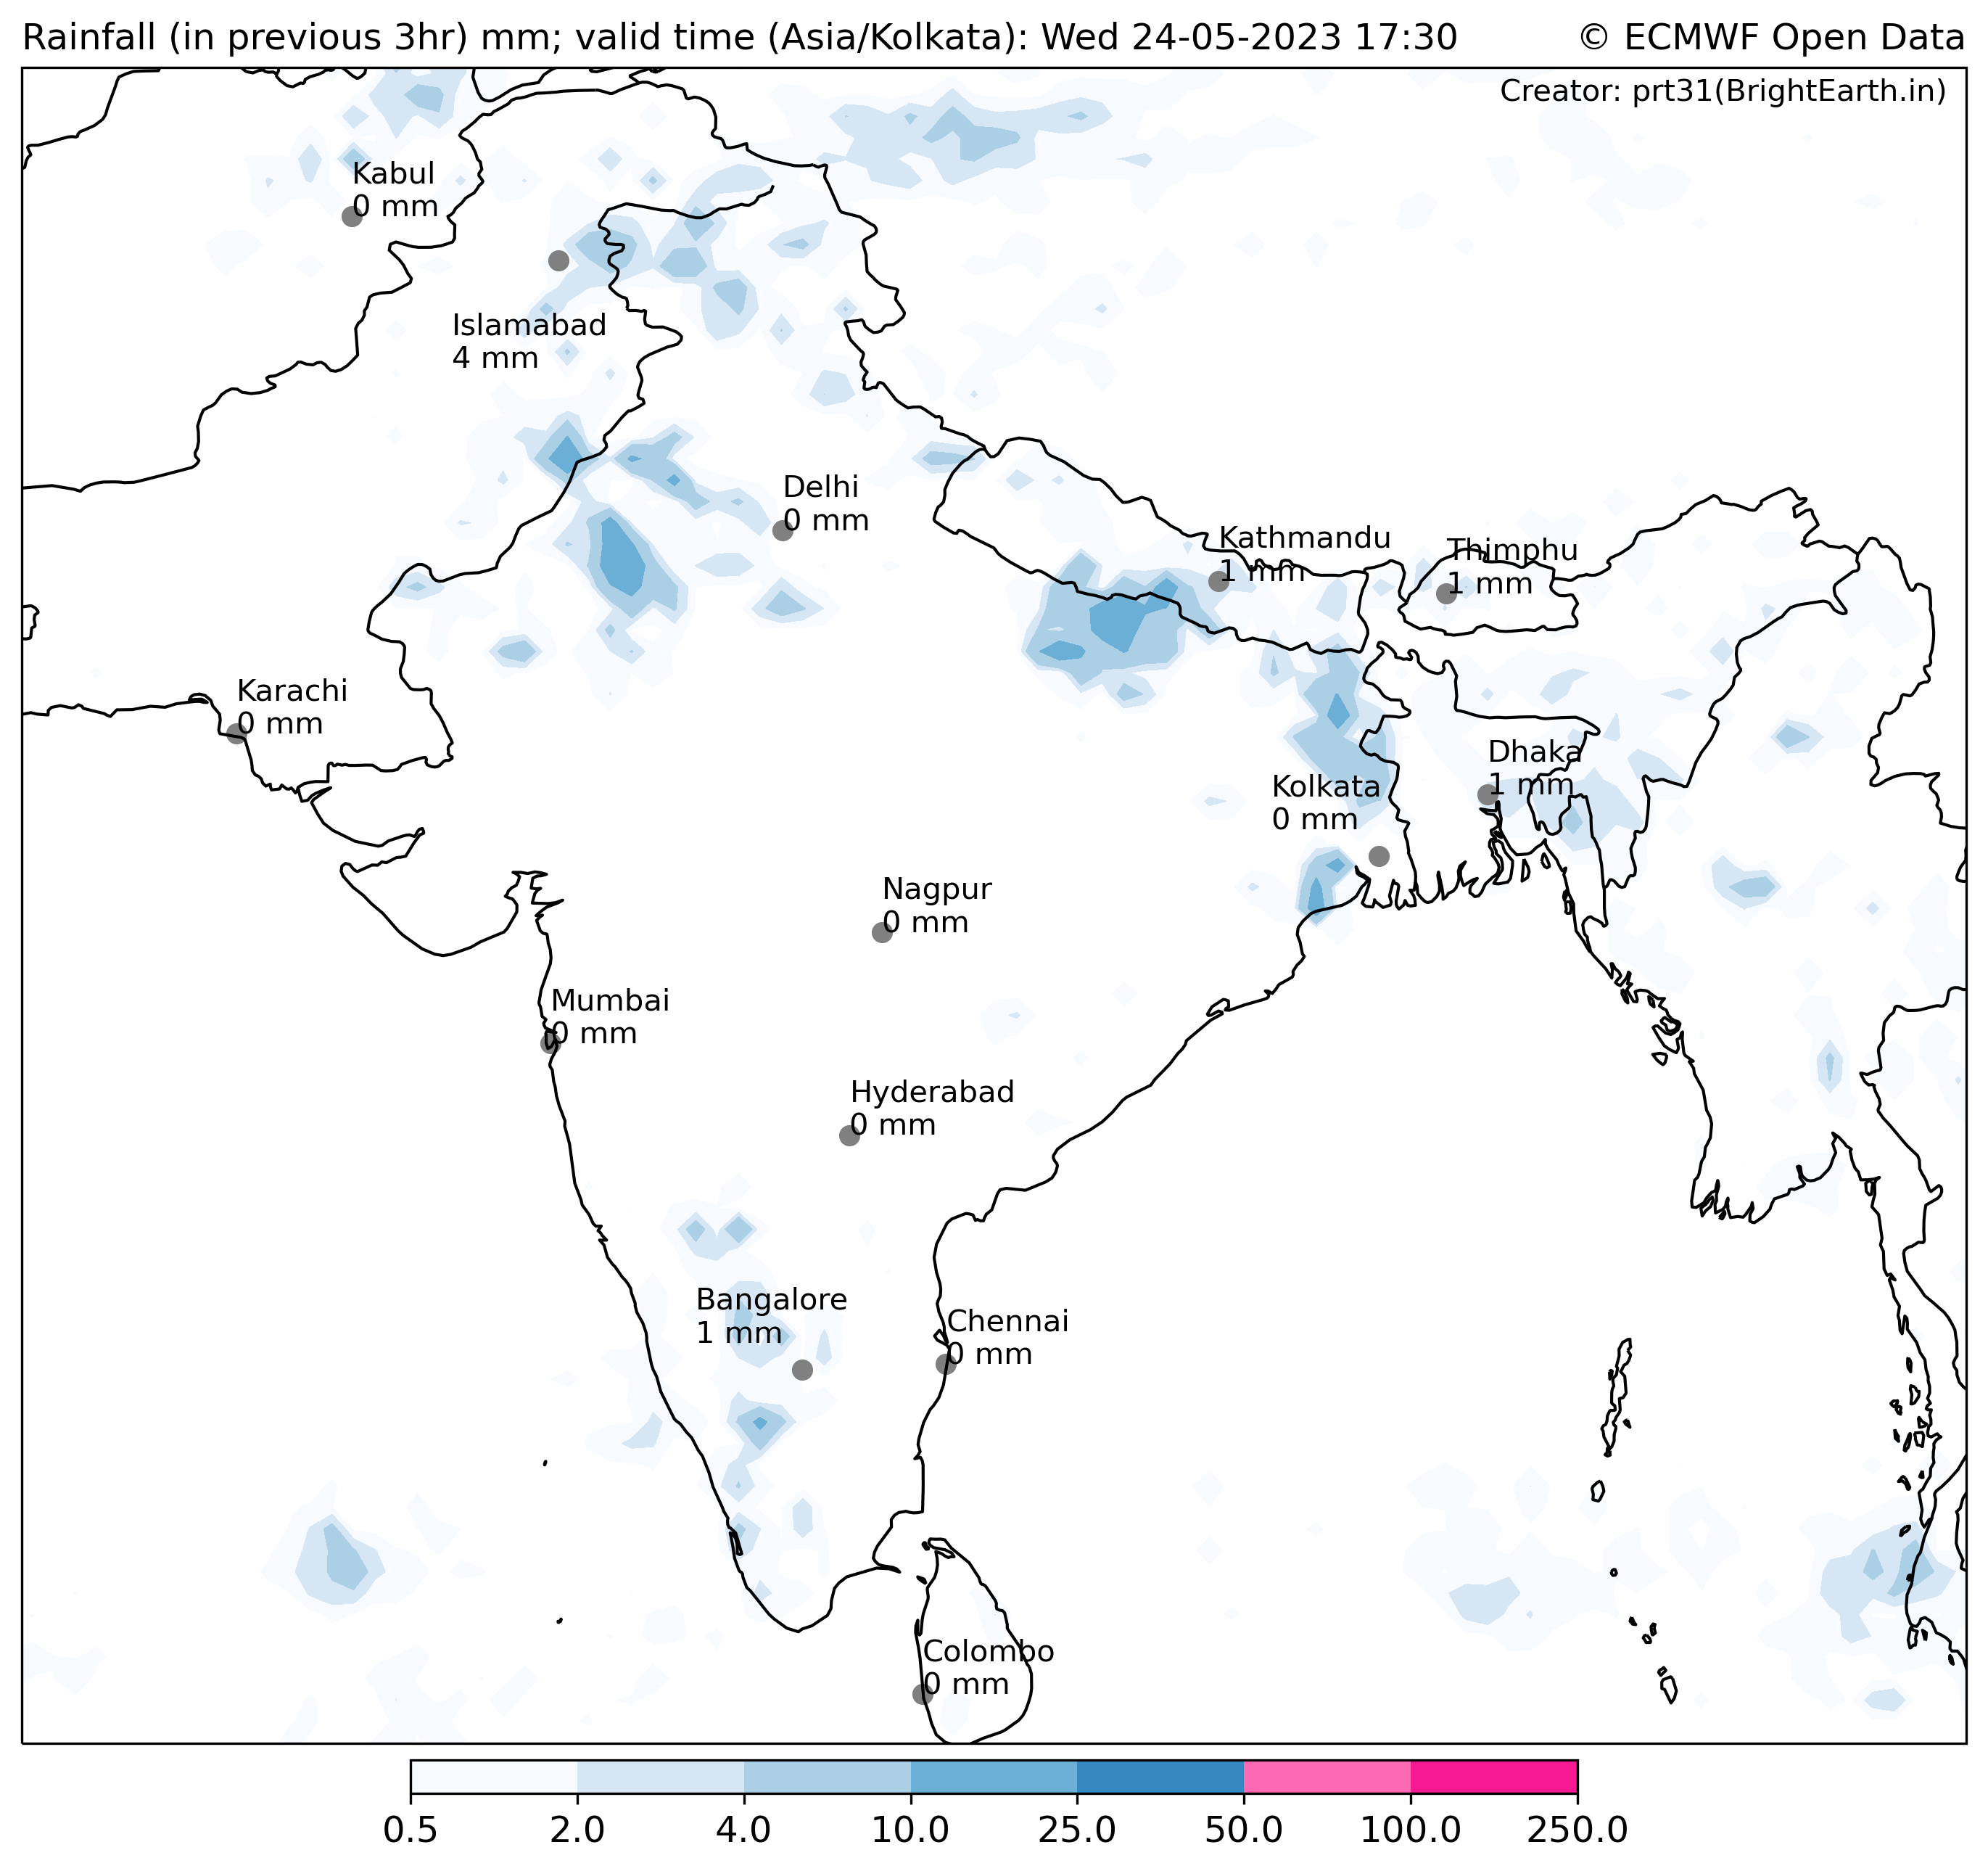 Rainfall (in previous 3hr) mm; valid time (Asia/Kolkata): Wed 24-05-2023 17:30
© ECMWF Open Data
Creator: prt31(BrightEarth.in)
Kabul
0 mm
Islamabad
4 mm
Delhi
0 mm
Kathmandu
1 mm
Thimphu
1 mm
Karachi
0 mm
Dhaka
1 mm
Kolkata
0 mm
Nagpur
0 mm
Mumbai
0 mm
Hyderabad
0 mm
Bangalore
1 mm
Chennai
0 mm
Colombo
0 mm
0.5 2.0 4.0 10.0 25.0 50.0 100.0 250.0